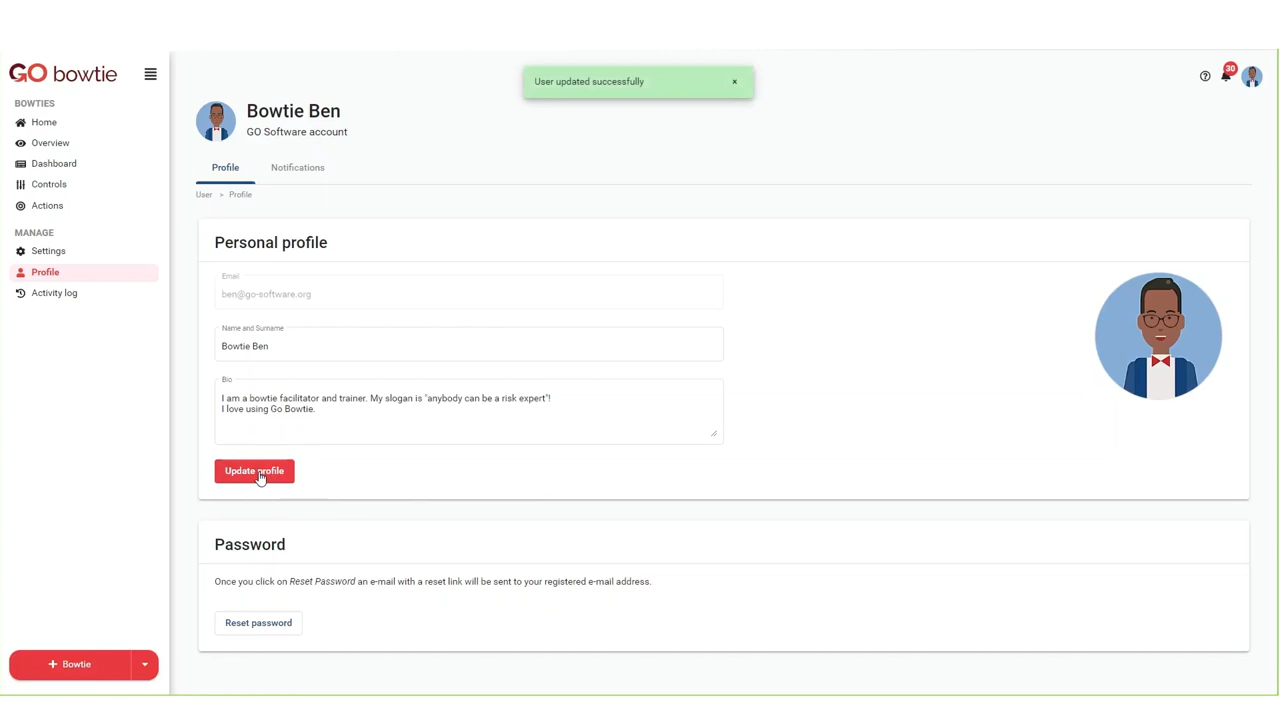 GO bowtie
BOWTIES
Home
Overview
Dashboard
Controls
Actions
MANAGE
Settings
Profile
Activity log
+ Bowtie
User updated successfully ×
30
Bowtie Ben
GO Software account
Profile Notifications
User > Profile
Personal profile
Email
ben@go-software.org
Name and Surname
Bowtie Ben
Bio
I am a bowtie facilitator and trainer. My slogan is "anybody can be a risk expert"!
I love using Go Bowtie.
Update profile
Password
Once you click on Reset Password an e-mail with a reset link will be sent to your registered e-mail address.
Reset password